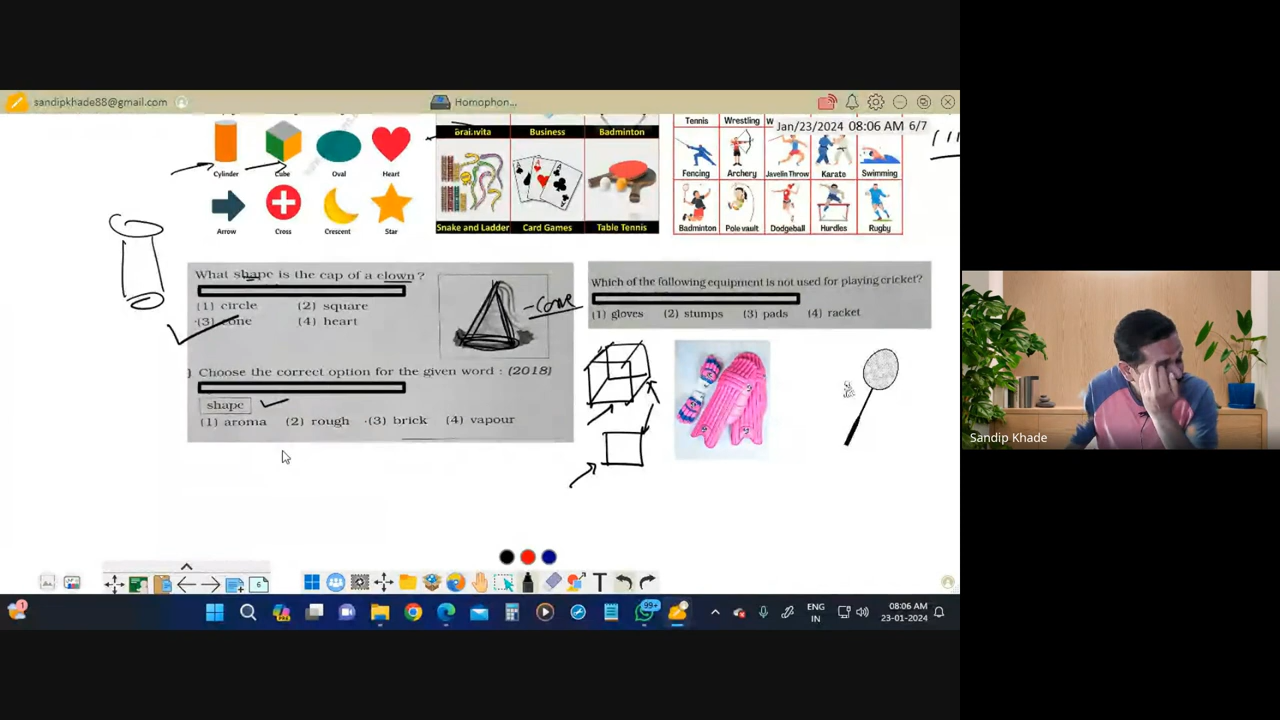 sandipkhade88@gmail.com
Homophon...
Jan/23/2024 08:06 AM 6/7
Cylinder
Cube
Oval
Heart
Arrow
Cross
Crescent
Star
Brainvita
Business
Badminton
Snake and Ladder
Card Games
Table Tennis
Tennis
Wrestling
Fencing
Archery
Javelin Throw
Karate
Swimming
Badminton
Pole vault
Dodgeball
Hurdles
Rugby
What shape is the cap of a clown?
(1) circle (2) square
(3) cone (4) heart
-Cone
) Choose the correct option for the given word : (2018)
shape
(1) aroma (2) rough (3) brick (4) vapour
Which of the following equipment is not used for playing cricket?
(1) gloves (2) stumps (3) pads (4) racket
Sandip Khade
6
T
1
PRE
99+
ENG
IN
08:06 AM
23-01-2024